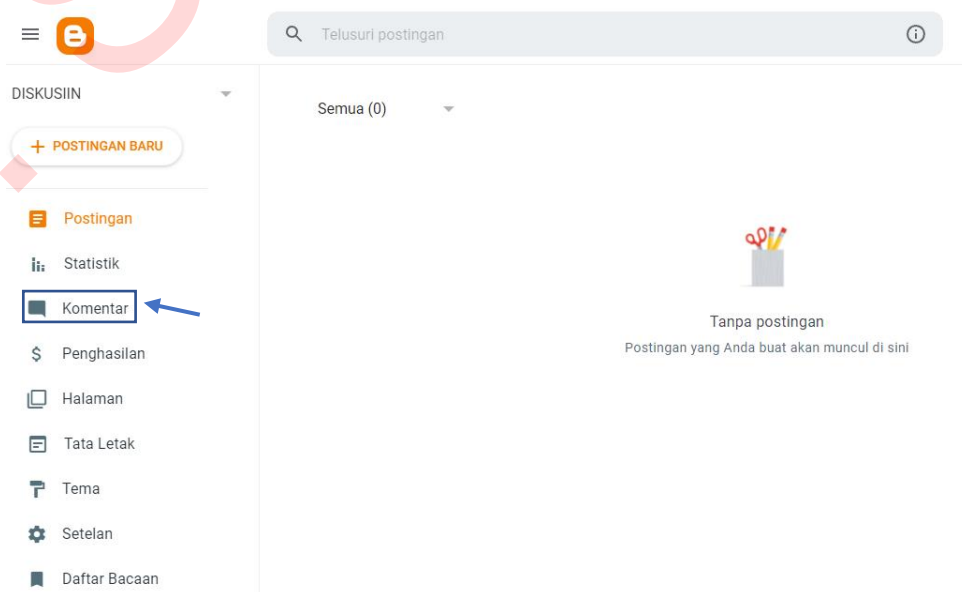 Telusuri postingan
DISKUSIIN
Semua (0)
+ POSTINGAN BARU
Postingan
Statistik
Komentar
Penghasilan
Halaman
Tata Letak
Tema
Setelan
Daftar Bacaan
Tanpa postingan
Postingan yang Anda buat akan muncul di sini